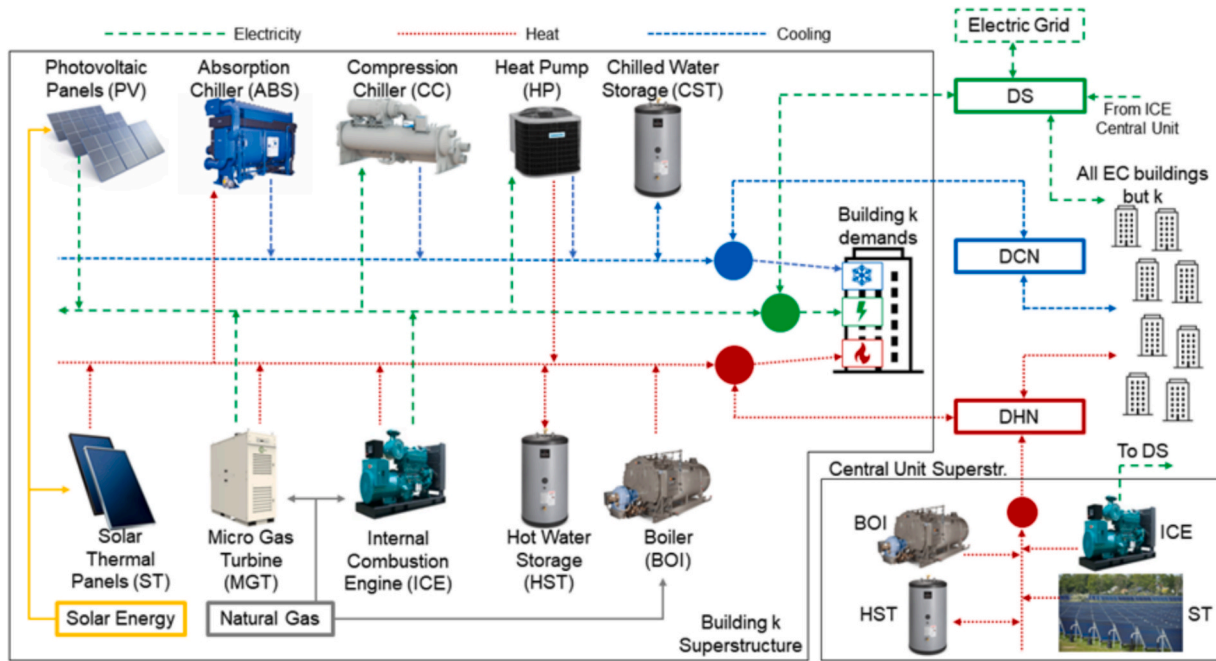 Electricity
Heat
Cooling
Electric Grid
Photovoltaic
Panels (PV)
Absorption
Chiller (ABS)
Compression
Chiller (CC)
Heat Pump
(HP)
Chilled Water
Storage (CST)
DS
From ICE
Central Unit
All EC buildings
but k
Building k
demands
DCN
DHN
To DS
Central Unit Superstr.
BOI
ICE
HST
ST
Solar
Thermal
Panels (ST)
Micro Gas
Turbine
(MGT)
Internal
Combustion
Engine (ICE)
Hot Water
Storage
(HST)
Boiler
(BOI)
Solar Energy
Natural Gas
Building k
Superstructure